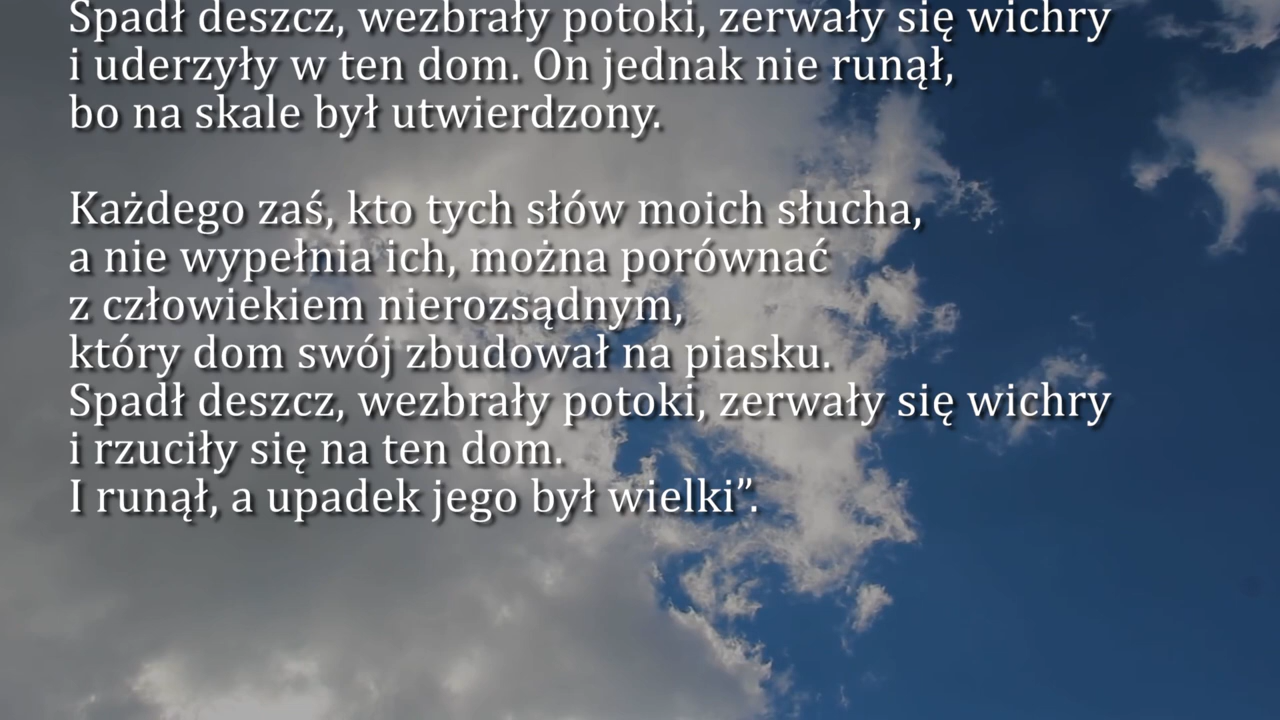 Spadł deszcz, wezbrały potoki, zerwały się wichry
i uderzyły w ten dom. On jednak nie runął,
bo na skale był utwierdzony.
Każdego zaś, kto tych słów moich słucha,
a nie wypełnia ich, można porównać
z człowiekiem nierozsądnym,
który dom swój zbudował na piasku.
Spadł deszcz, wezbrały potoki, zerwały się wichry
i rzuciły się na ten dom.
I runął, a upadek jego był wielki”.